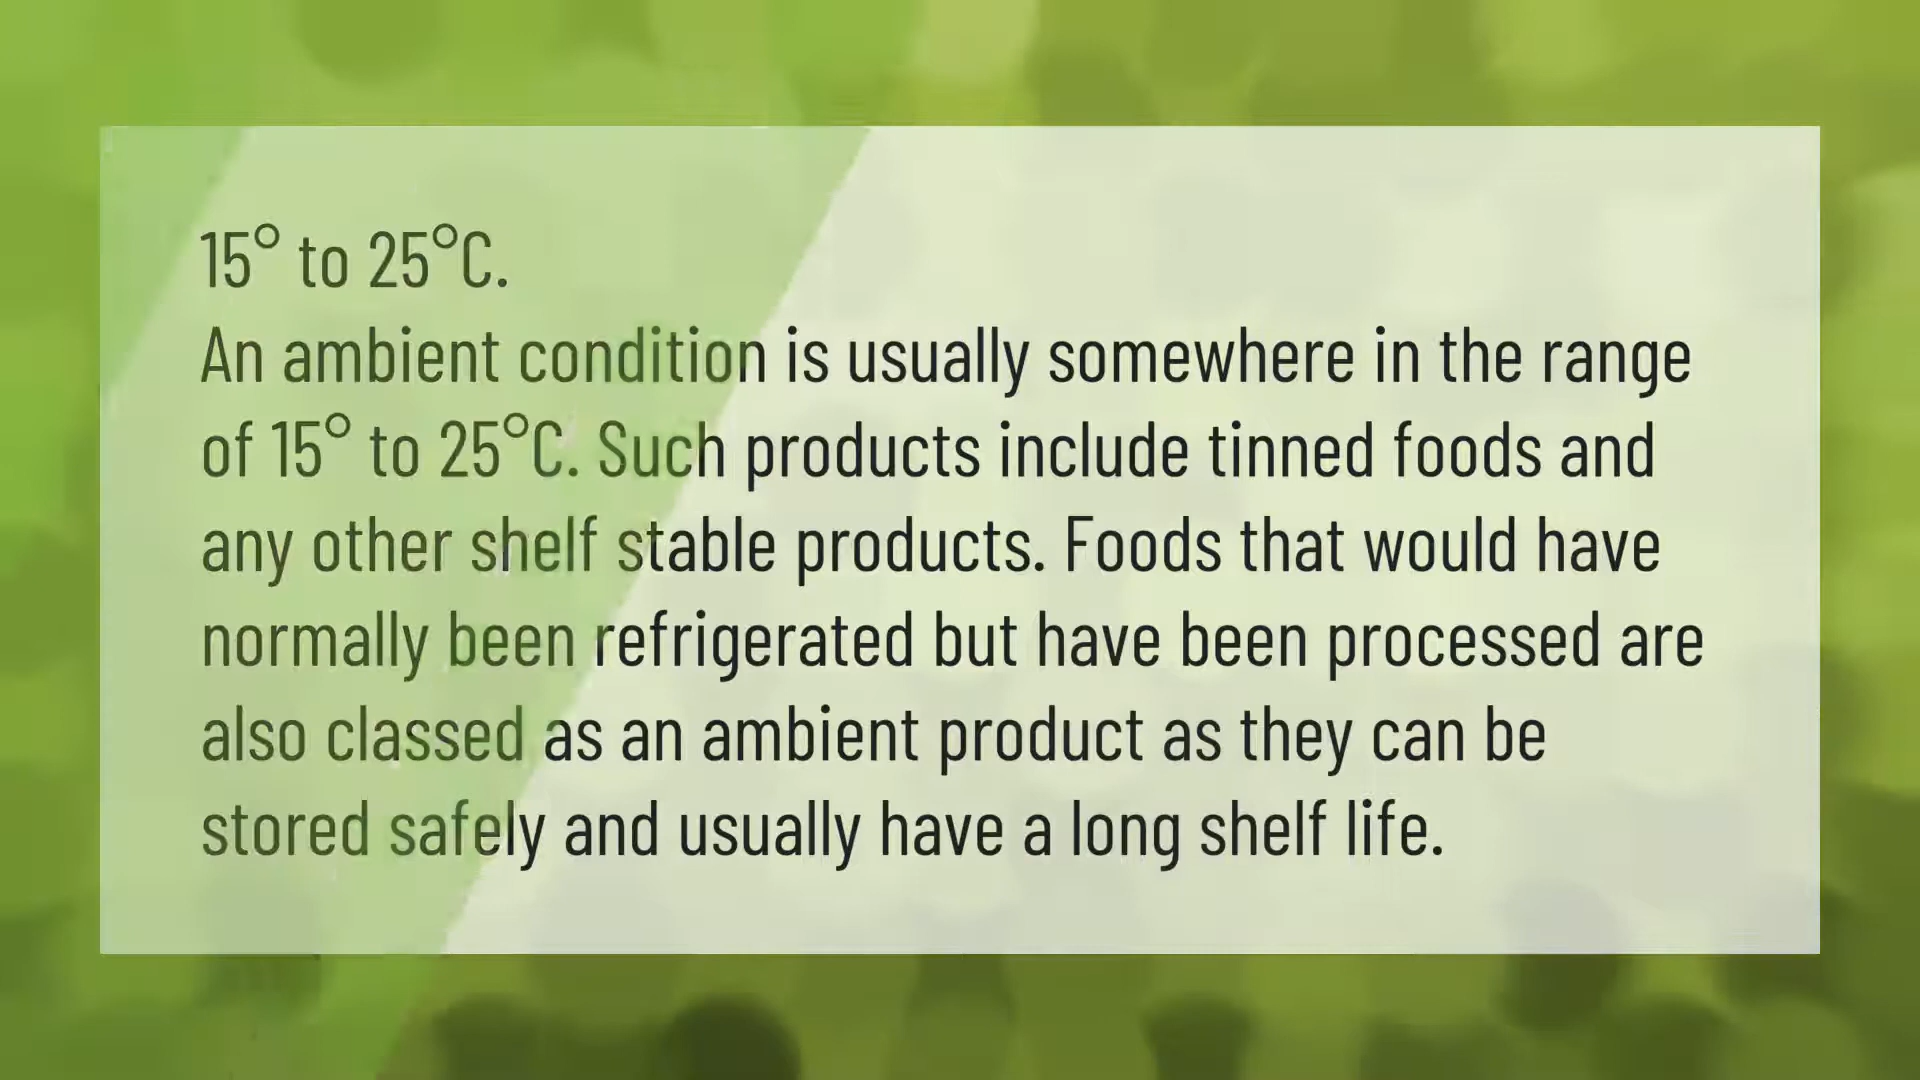 15° to 25°C.
An ambient condition is usually somewhere in the range
of 15° to 25°C. Such products include tinned foods and
any other shelf stable products. Foods that would have
normally been refrigerated but have been processed are
also classed as an ambient product as they can be
stored safely and usually have a long shelf life.